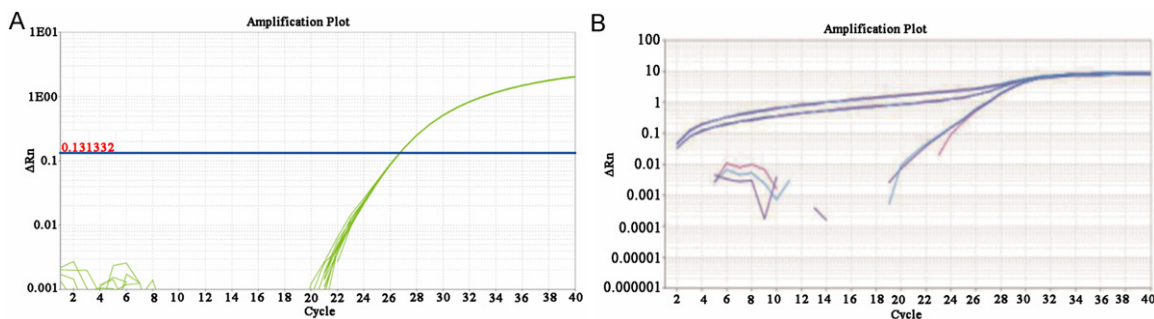 A
Amplification Plot
1E01
1E00
0.131332
0.1
0.01
0.001
ΔRn
2 4 6 8 10 12 14 16 18 20 22 24 26 28 30 32 34 36 38 40
Cycle
B
Amplification Plot
100
10
1
0.1
0.01
0.001
0.0001
0.00001
0.000001
ΔRn
2 4 6 8 10 12 14 16 18 20 22 24 26 28 30 32 34 36 38 40
Cycle